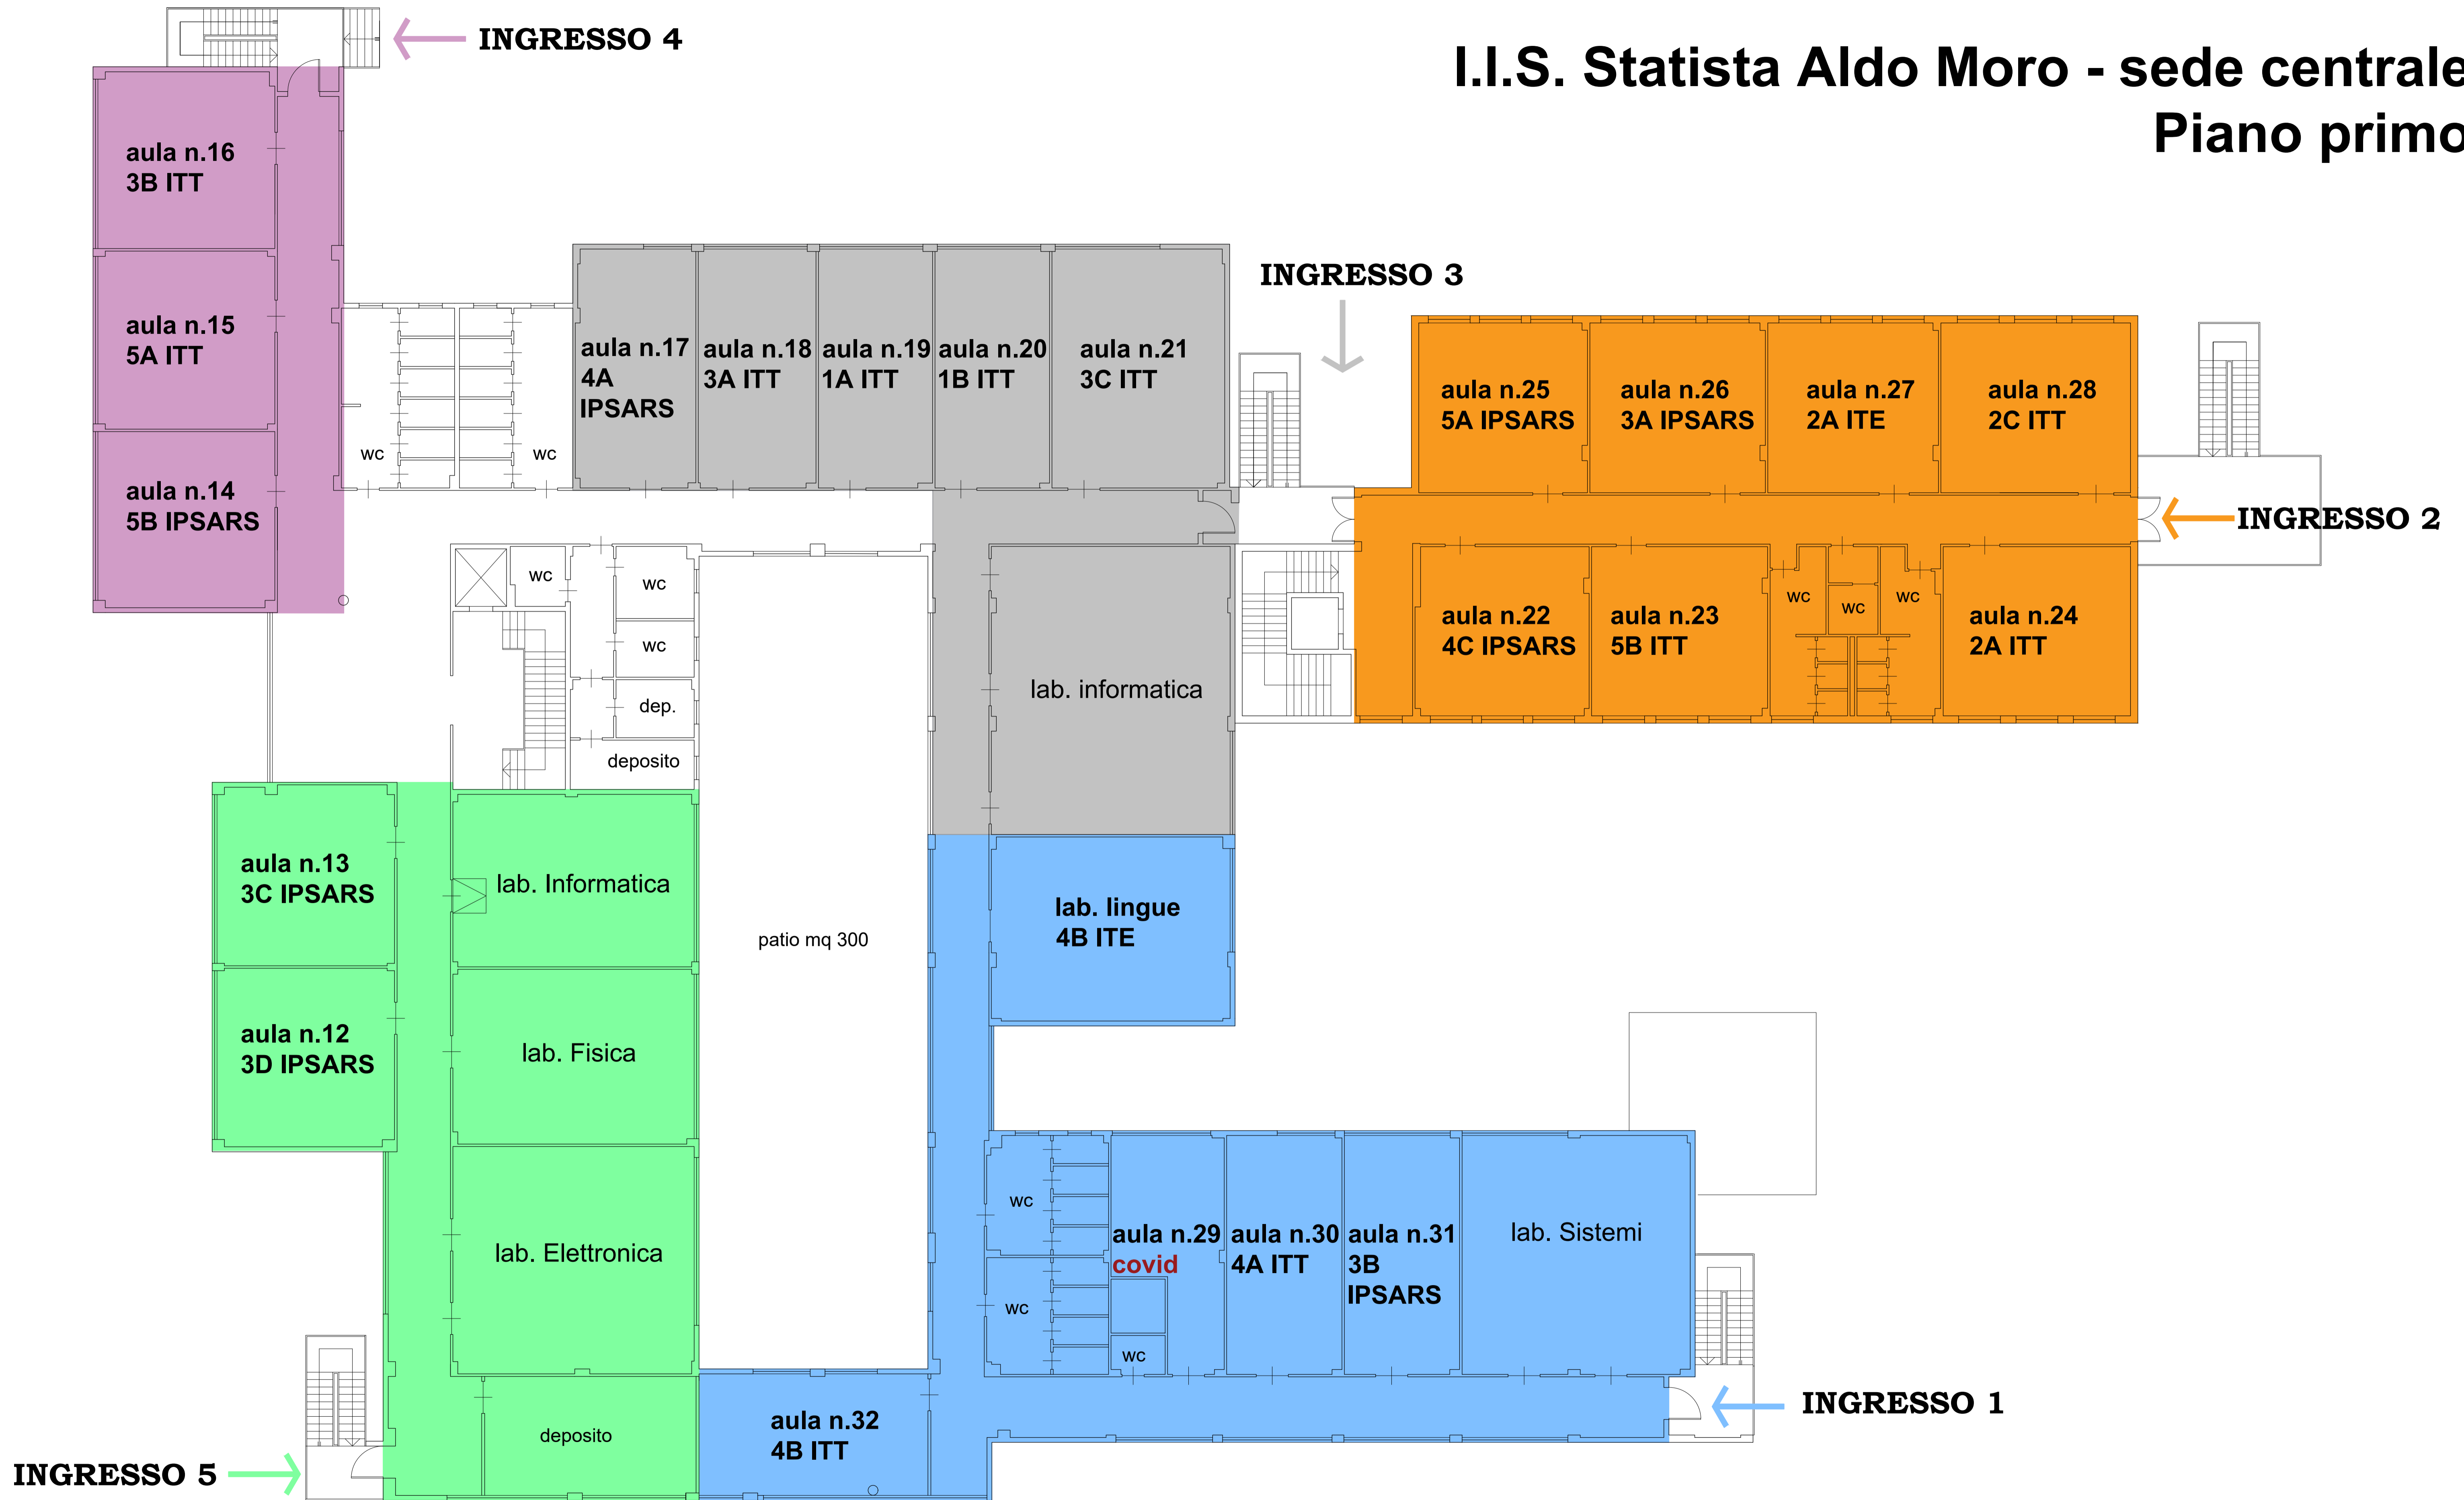 INGRESSO 4
I.I.S. Statista Aldo Moro - sede centrale
Piano primo
aula n.16
3B ITT
aula n.15
5A ITT
aula n.14
5B IPSARS
wc
wc
aula n.17
4A
IPSARS
aula n.18
3A ITT
aula n.19
1A ITT
aula n.20
1B ITT
aula n.21
3C ITT
INGRESSO 3
aula n.25
5A IPSARS
aula n.26
3A IPSARS
aula n.27
2A ITE
aula n.28
2C ITT
INGRESSO 2
wc
wc
wc
dep.
deposito
lab. informatica
aula n.22
4C IPSARS
aula n.23
5B ITT
wc
wc
wc
aula n.24
2A ITT
aula n.13
3C IPSARS
lab. Informatica
patio mq 300
lab. lingue
4B ITE
aula n.12
3D IPSARS
lab. Fisica
lab. Elettronica
wc
wc
wc
aula n.29
covid
aula n.30
4A ITT
aula n.31
3B
IPSARS
lab. Sistemi
INGRESSO 1
aula n.32
4B ITT
deposito
INGRESSO 5